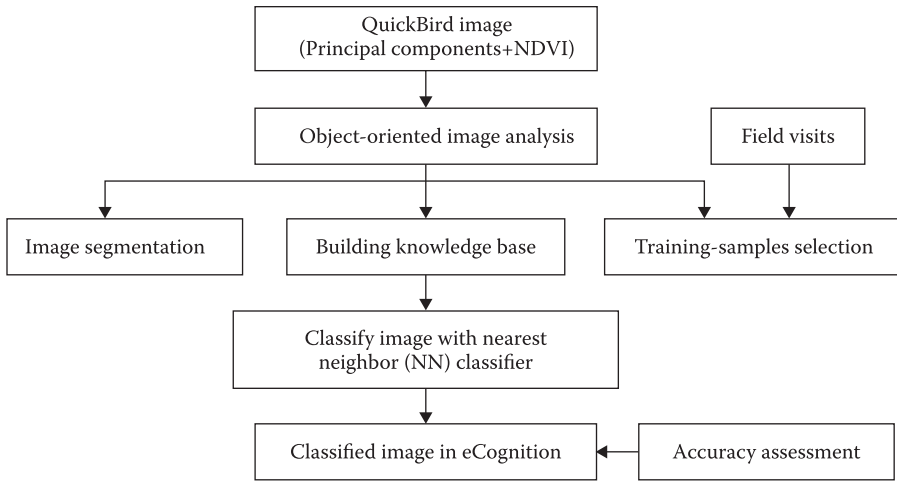 QuickBird image
(Principal components+NDVI)
Object-oriented image analysis
Field visits
Image segmentation
Building knowledge base
Training-samples selection
Classify image with nearest
neighbor (NN) classifier
Classified image in eCognition
Accuracy assessment